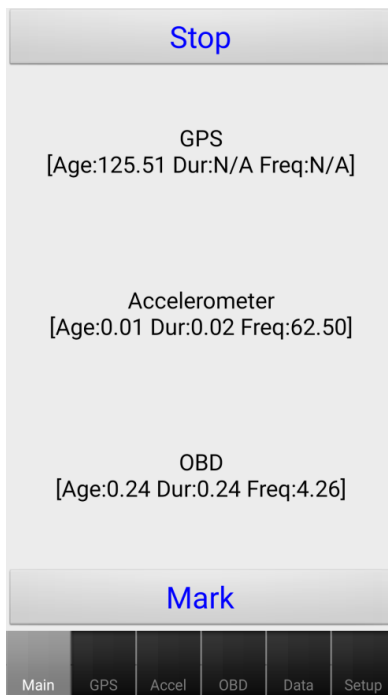 Stop
GPS
[Age:125.51 Dur:N/A Freq:N/A]
Accelerometer
[Age:0.01 Dur:0.02 Freq:62.50]
OBD
[Age:0.24 Dur:0.24 Freq:4.26]
Mark
Main GPS Accel OBD Data Setup